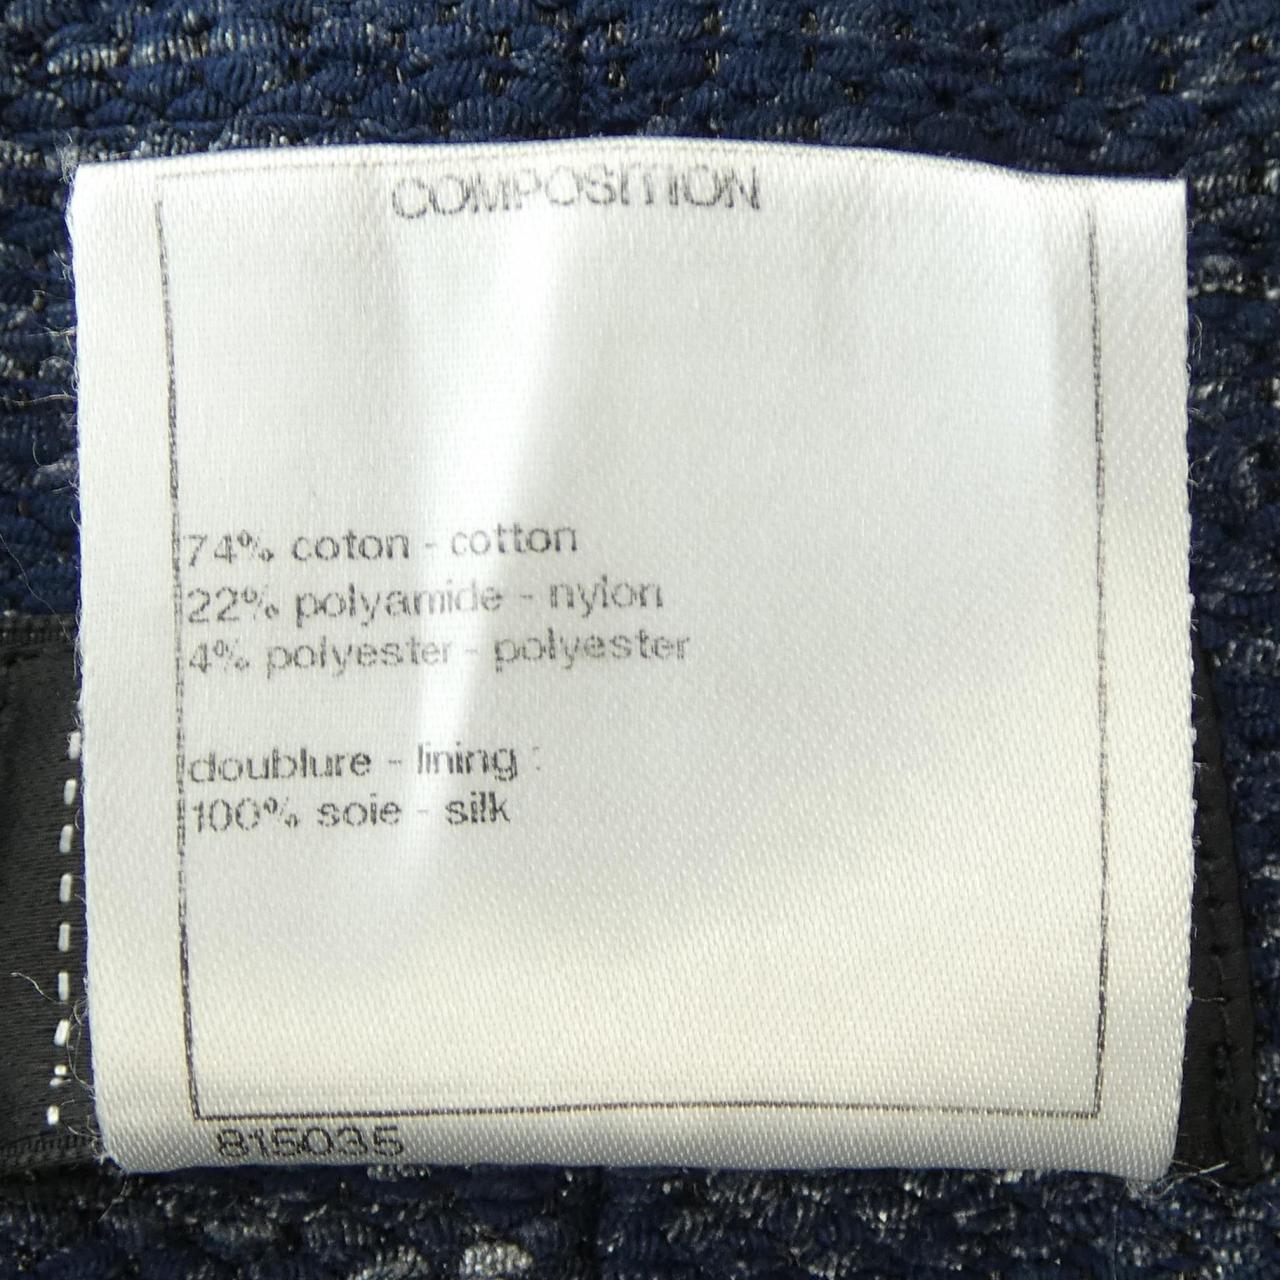 COMPOSITION
74% coton - cotton
22% polyamide - nylon
4% polyester - polyester
doublure - lining :
100% soie - silk
815035